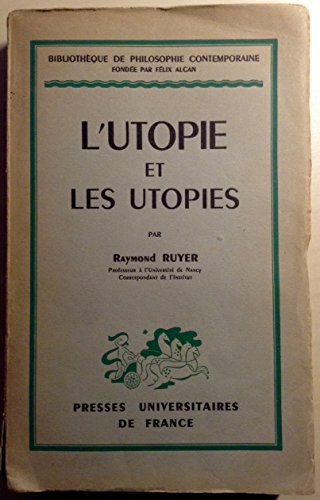 BIBLIOTHÈQUE DE PHILOSOPHIE CONTEMPORAINE
FONDÉE PAR FÉLIX ALCAN
L'UTOPIE
ET
LES UTOPIES
PAR
Raymond RUYER
Professeur à l'Université de Nancy
Correspondant de l'Institut
PRESSES UNIVERSITAIRES
DE FRANCE